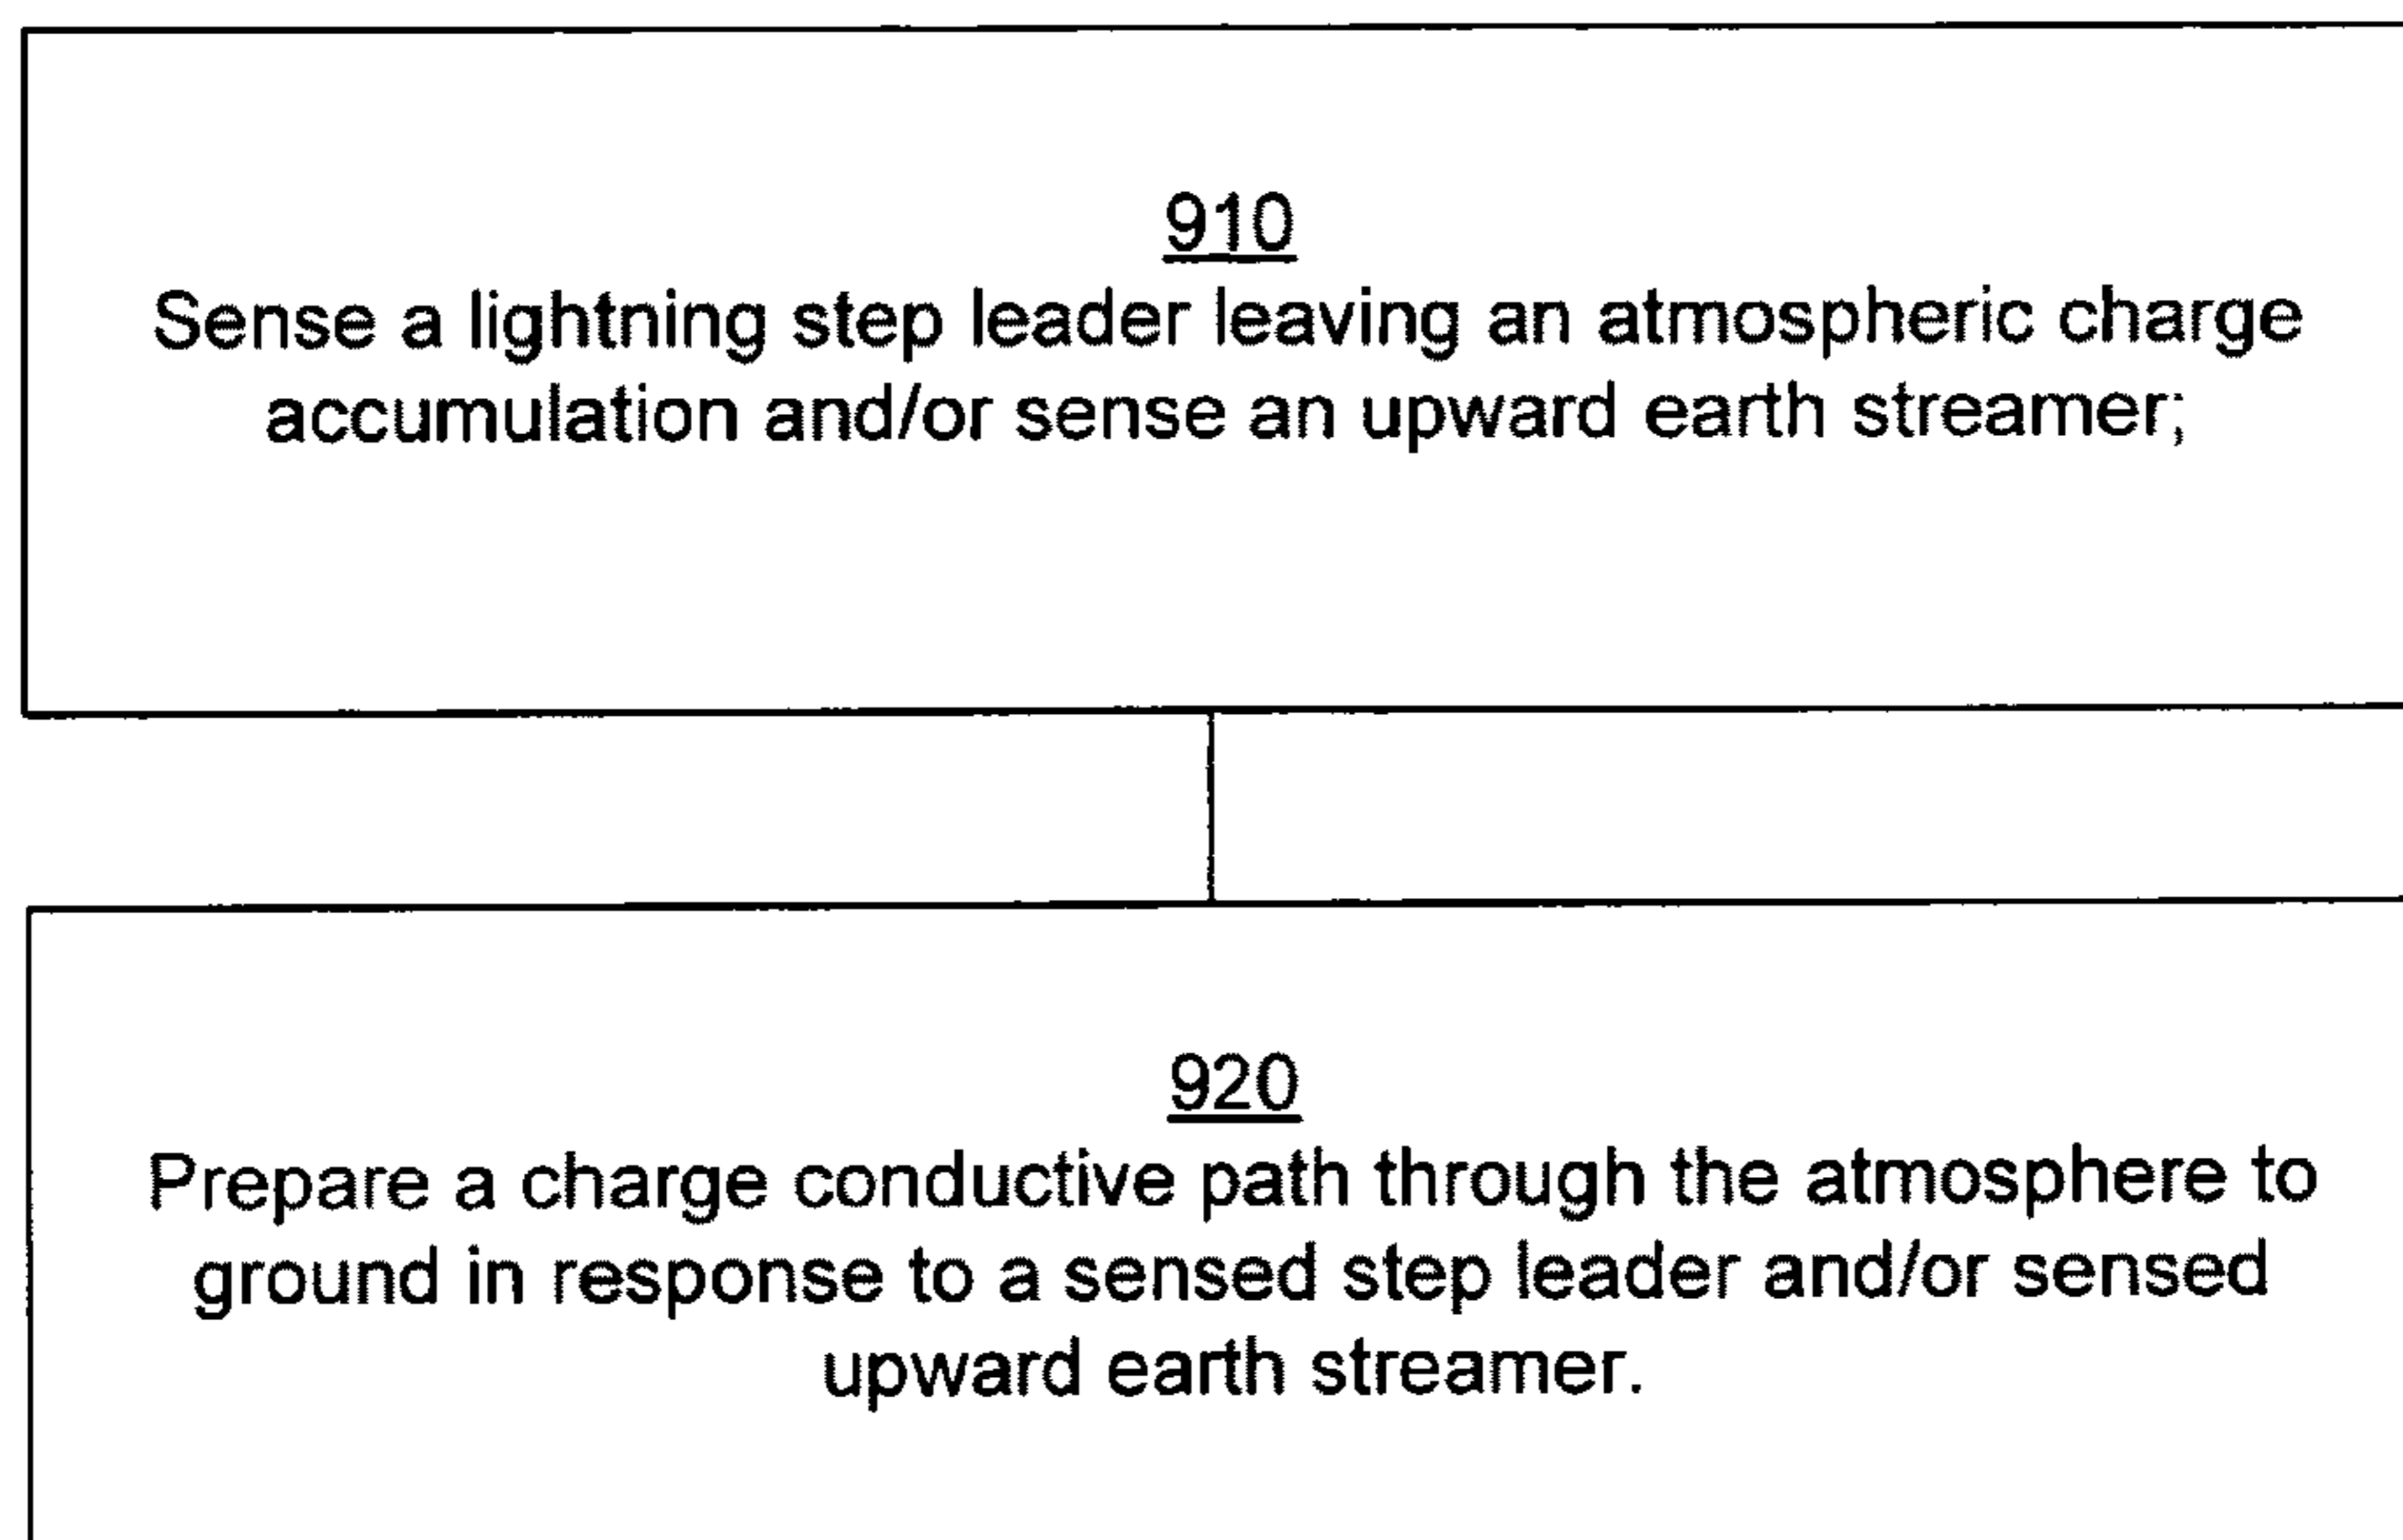 910
Sense a lightning step leader leaving an atmospheric charge
accumulation and/or sense an upward earth streamer;
920
Prepare a charge conductive path through the atmosphere to
ground in response to a sensed step leader and/or sensed
upward earth streamer.